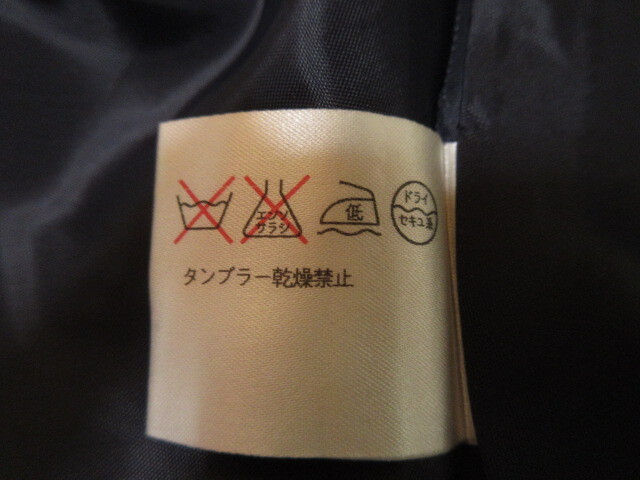 エンソ
サラシ
低
ドライ
セキユ系
タンブラー乾燥禁止